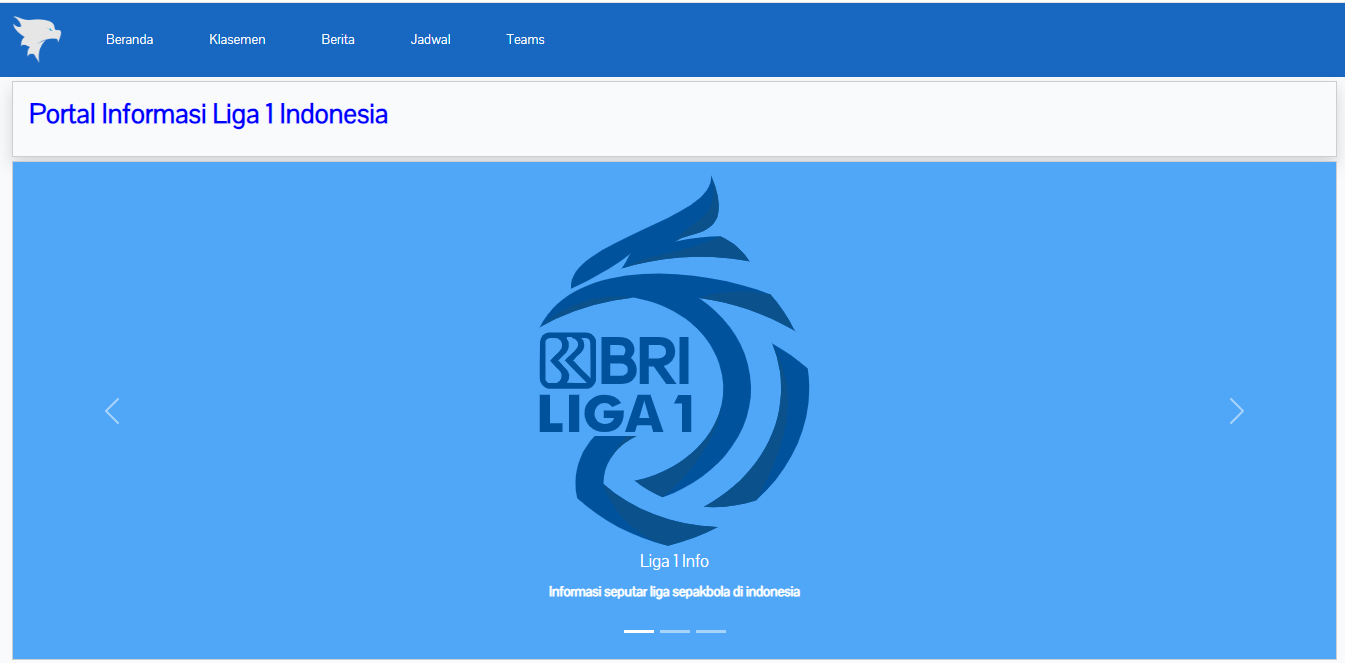 Beranda Klasemen Berita Jadwal Teams
Portal Informasi Liga 1 Indonesia
BRI
LIGA 1
Liga 1 Info
Informasi seputar liga sepakbola di indonesia